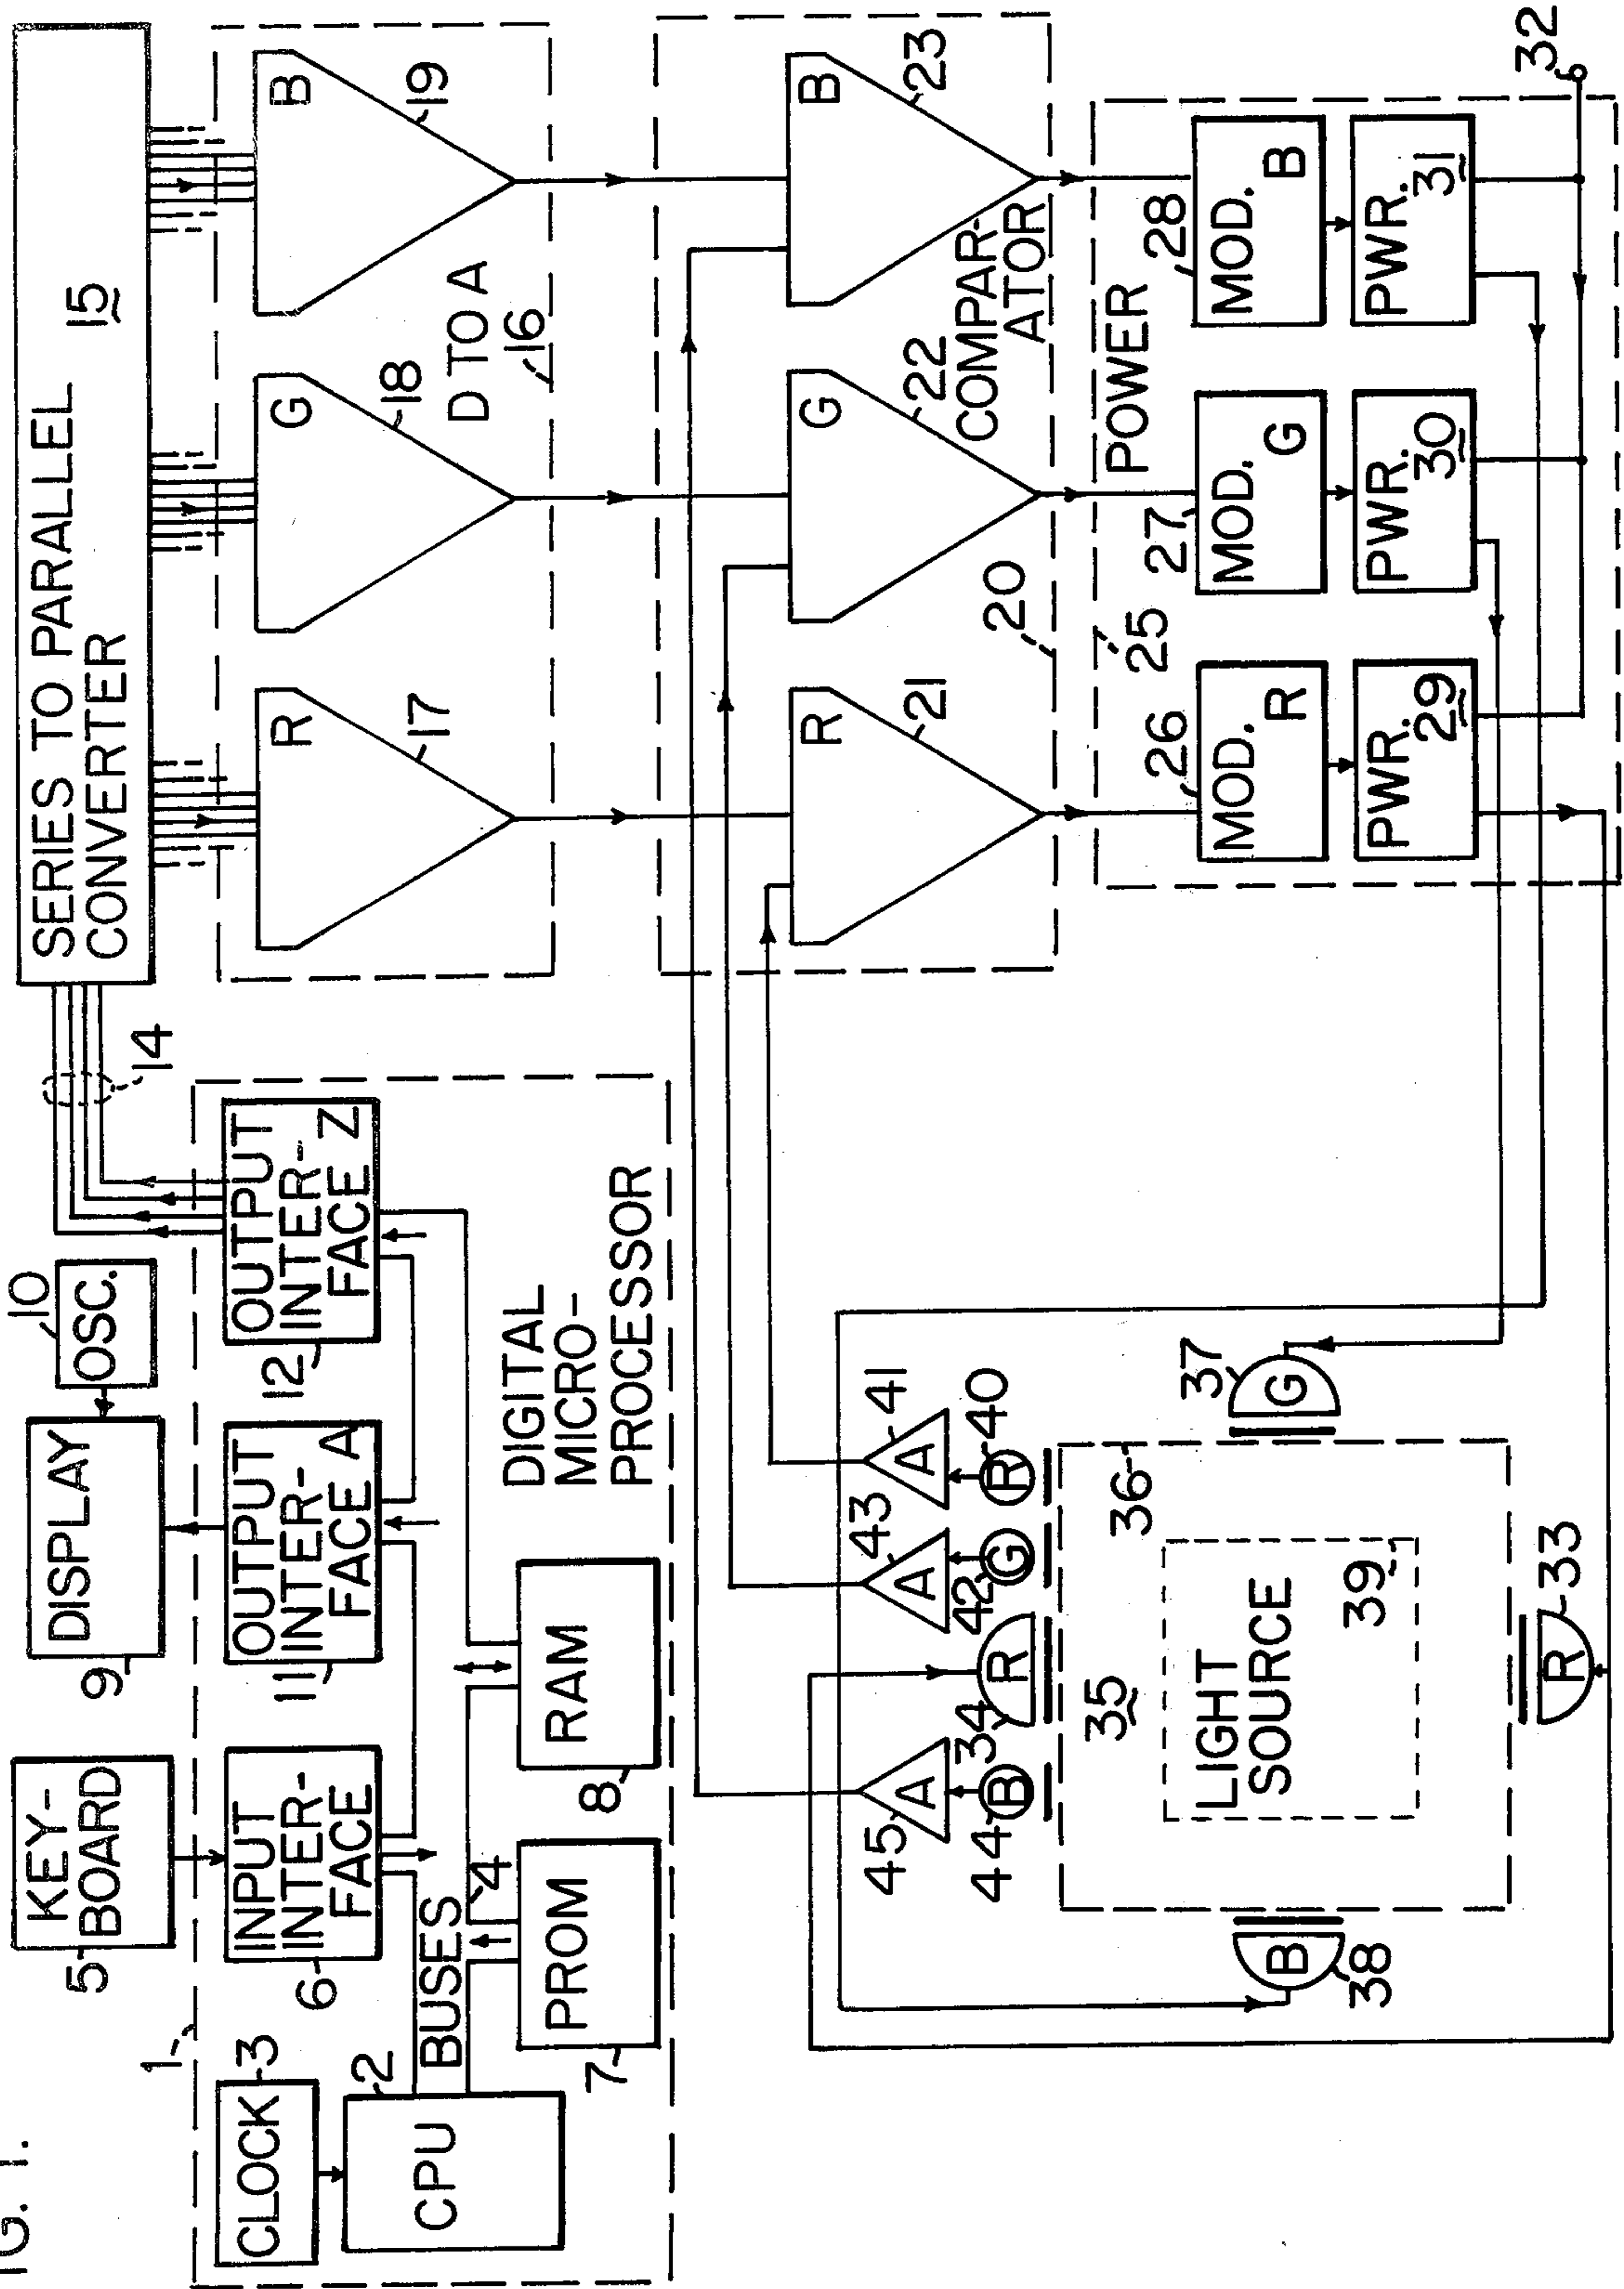 IG. 1.
1
CLOCK
3
CPU
2
BUSES
4
KEY-
BOARD
5
INPUT
INTER-
FACE
6
PROM
7
RAM
8
DISPLAY
9
OSC.
10
OUTPUT
INTER-
FACE A
11
OUTPUT
INTER-
FACE Z
12
DIGITAL
MICRO-
PROCESSOR
14
SERIES TO PARALLEL
CONVERTER
15
R
17
G
18
B
19
D TO A
16
R
21
G
22
B
23
COMPAR-
ATOR
20
POWER
25
MOD.
R
26
MOD.
G
27
MOD.
B
28
PWR.
29
PWR.
30
PWR.
31
32
A
45
A
43
A
41
B
44
R
34
G
42
R
40
35
36
LIGHT
SOURCE
39
G
37
B
38
R
33